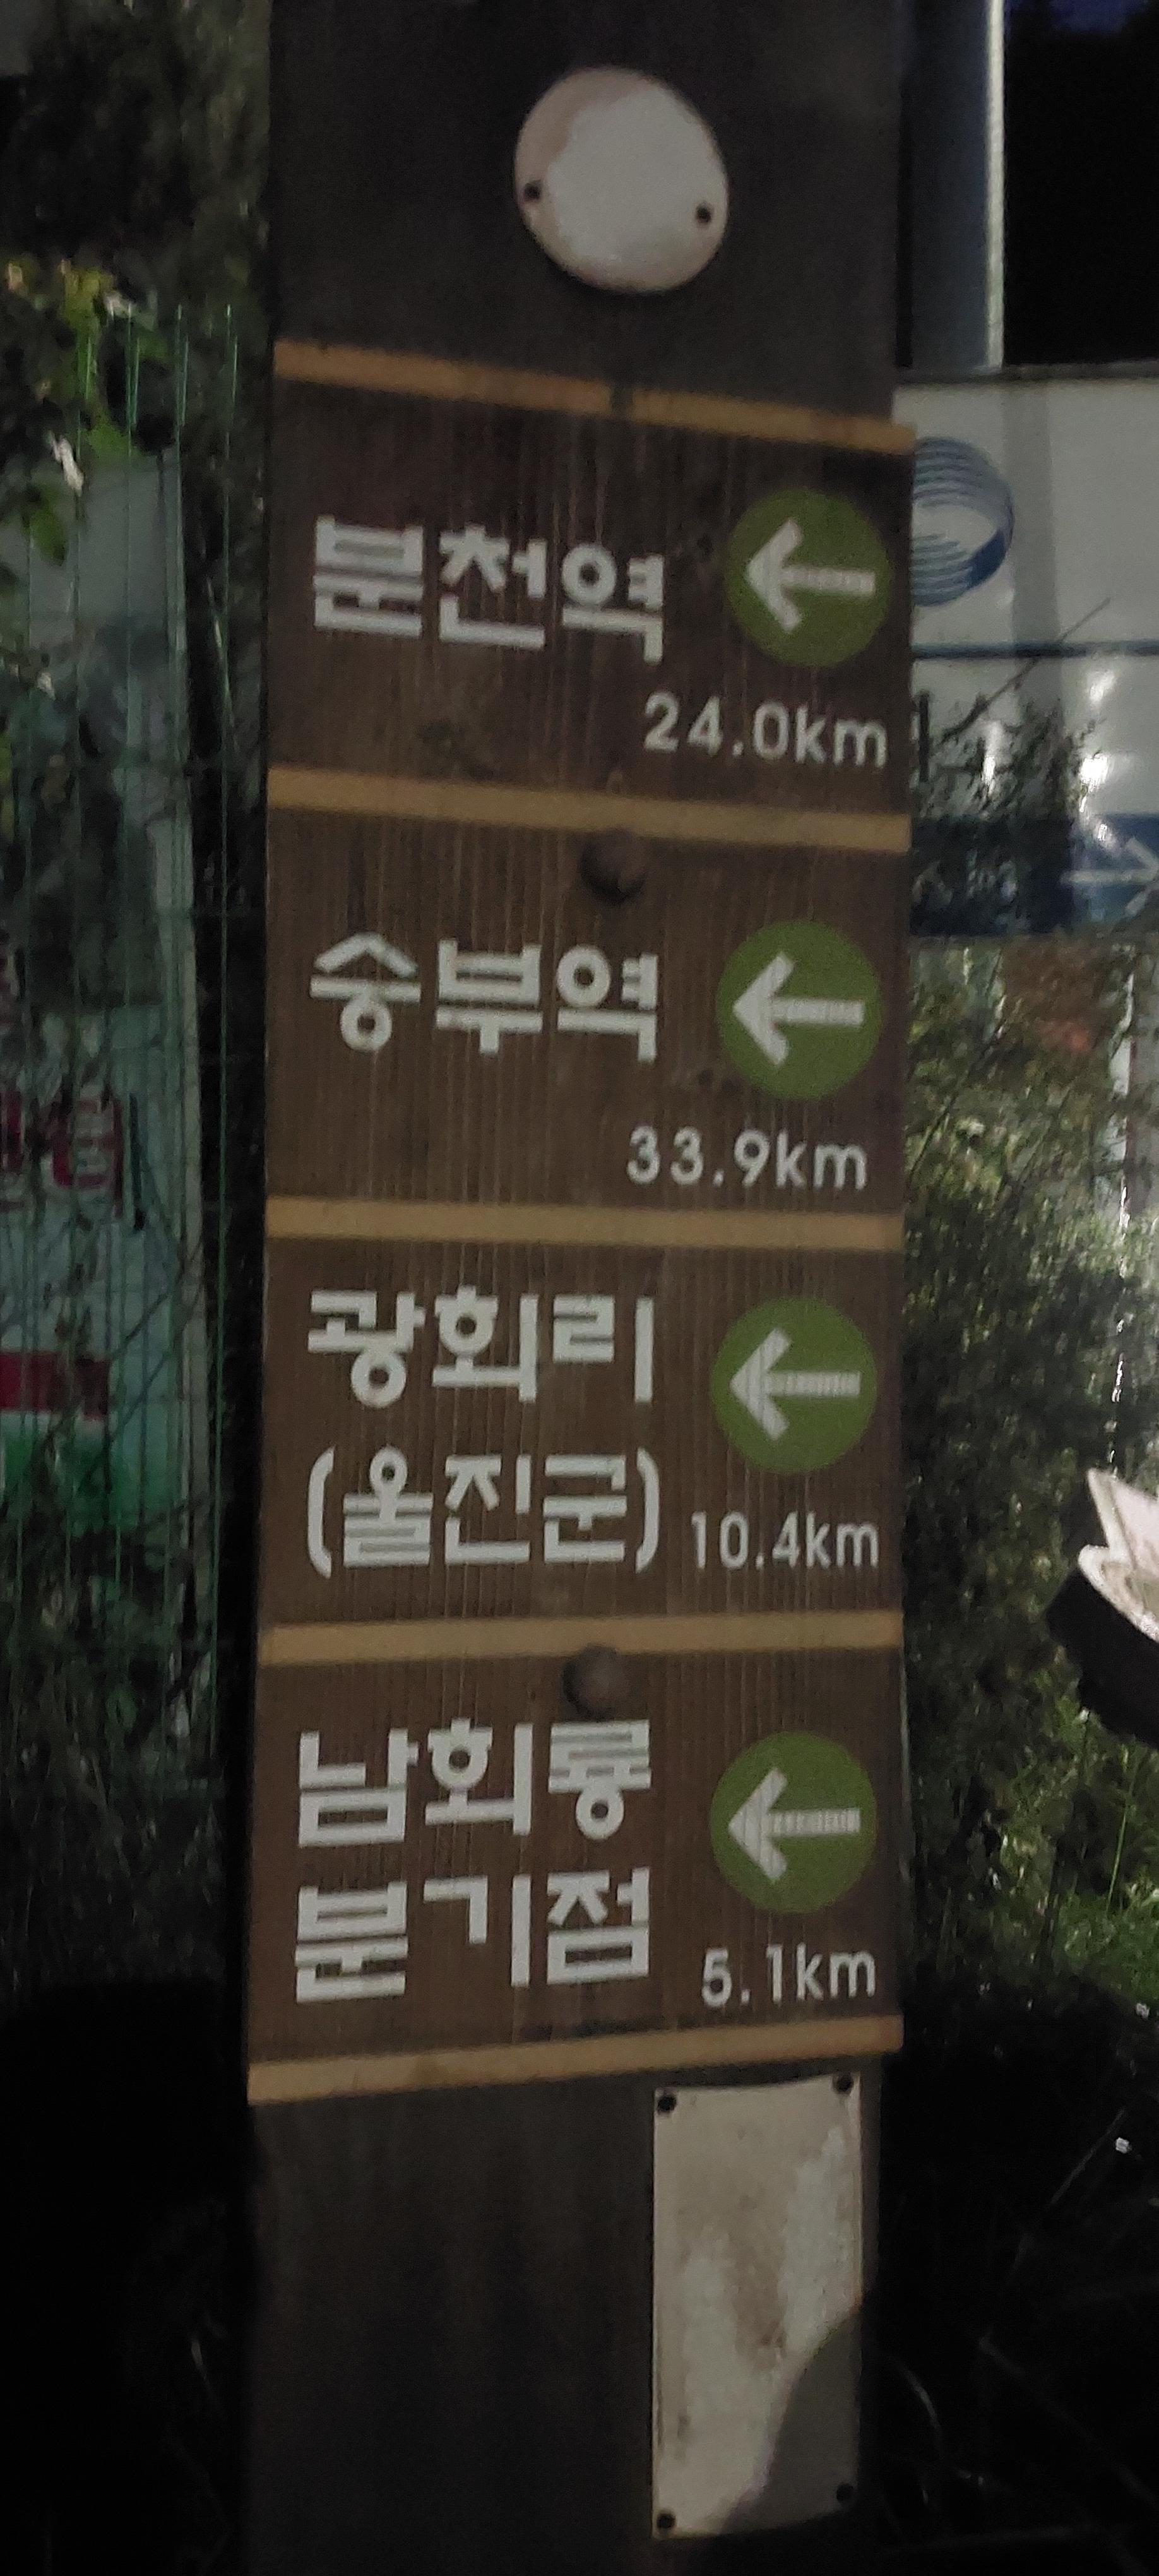 분천역
24.0km
승부역
33.9km
광회리
(울진군) 10.4km
남회룡
분기점
5.1km